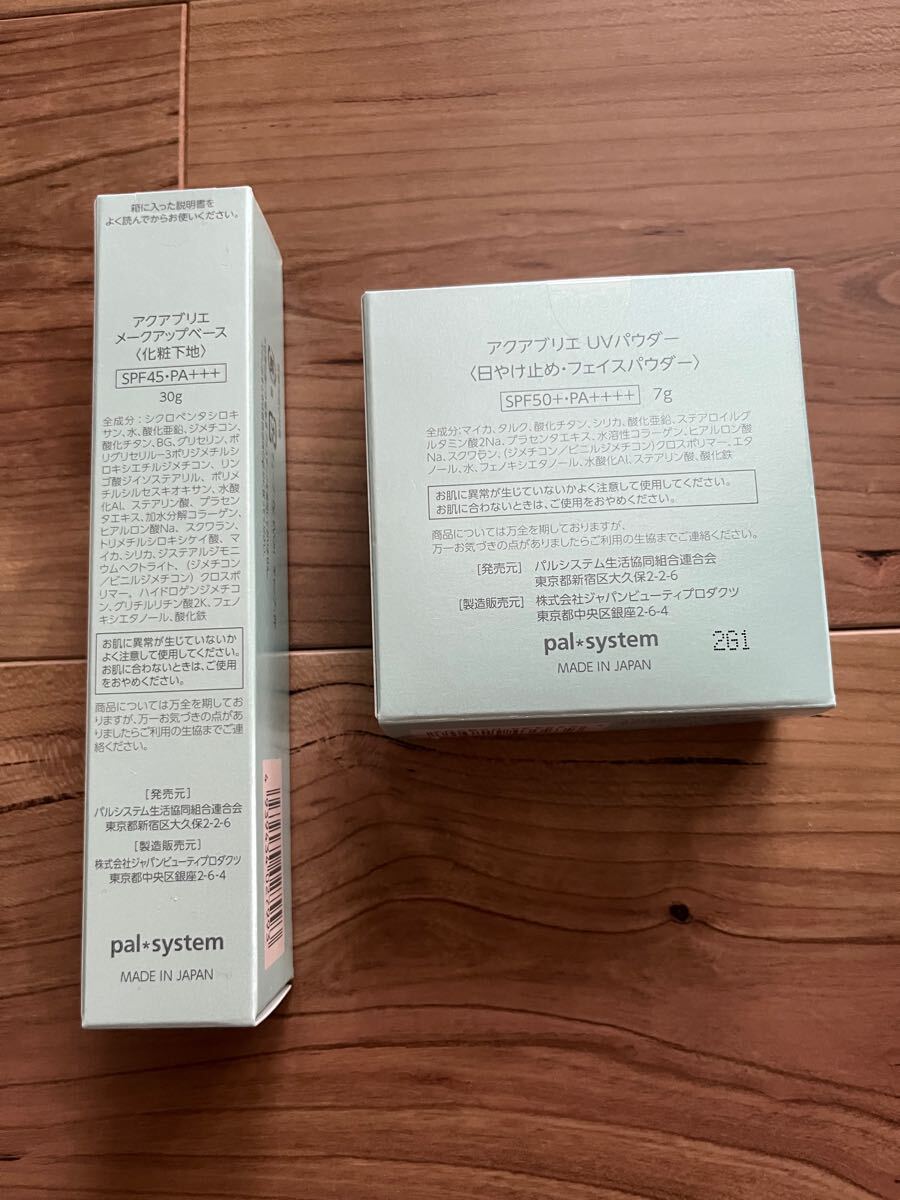 箱に入った説明書を
よく読んでからお使いください。
アクアブリエ
メークアップベース
〈化粧下地〉
SPF45・PA+++
30g
全成分：シクロペンタシロキ
サン、水、酸化亜鉛、ジメチコン、
酸化チタン、BG、グリセリン、ポ
リグリセリル－3ポリジメチルシ
ロキシエチルジメチコン、リン
ゴ酸ジイソステアリル、ポリメ
チルシルセスキオキサン、水酸
化Al、ステアリン酸、プラセン
タエキス、加水分解コラーゲン、
ヒアルロン酸Na、スクワラン、
トリメチルシロキシケイ酸、マ
イカ、シリカ、ジステアルジモニ
ウムヘクトライト、（ジメチコン
／ビニルジメチコン）クロスポ
リマー、ハイドロゲンジメチコ
ン、グリチルリチン酸2K、フェノ
キシエタノール、酸化鉄
お肌に異常が生じていないか
よく注意して使用してください。
お肌に合わないときは、ご使用
をおやめください。
商品については万全を期してお
りますが、万一お気づきの点があ
りましたらご利用の生協までご連
絡ください。
［発売元］
パルシステム生活協同組合連合会
東京都新宿区大久保2-2-6
［製造販売元］
株式会社ジャパンビューティプロダクツ
東京都中央区銀座2-6-4
pal*system
MADE IN JAPAN
アクアブリエ UVパウダー
〈日やけ止め・フェイスパウダー〉
SPF50+・PA++++ 7g
全成分：マイカ、タルク、酸化チタン、シリカ、酸化亜鉛、ステアロイルグ
ルタミン酸2Na、プラセンタエキス、水溶性コラーゲン、ヒアルロン酸
Na、スクワラン、（ジメチコン／ビニルジメチコン）クロスポリマー、エタ
ノール、水、フェノキシエタノール、水酸化Al、ステアリン酸、酸化鉄
お肌に異常が生じていないかよく注意して使用してください。
お肌に合わないときは、ご使用をおやめください。
商品については万全を期しておりますが、
万一お気づきの点がありましたらご利用の生協までご連絡ください。
［発売元］ パルシステム生活協同組合連合会
東京都新宿区大久保2-2-6
［製造販売元］ 株式会社ジャパンビューティプロダクツ
東京都中央区銀座2-6-4
pal*system 2G1
MADE IN JAPAN